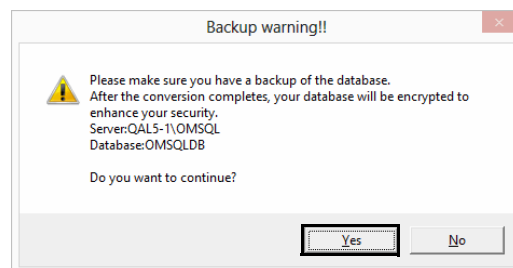 Backup warning!!
Please make sure you have a backup of the database.
After the conversion completes, your database will be encrypted to
enhance your security.
Server:QAL5-1\OMSQL
Database:OMSQLDB
Do you want to continue?
Yes No